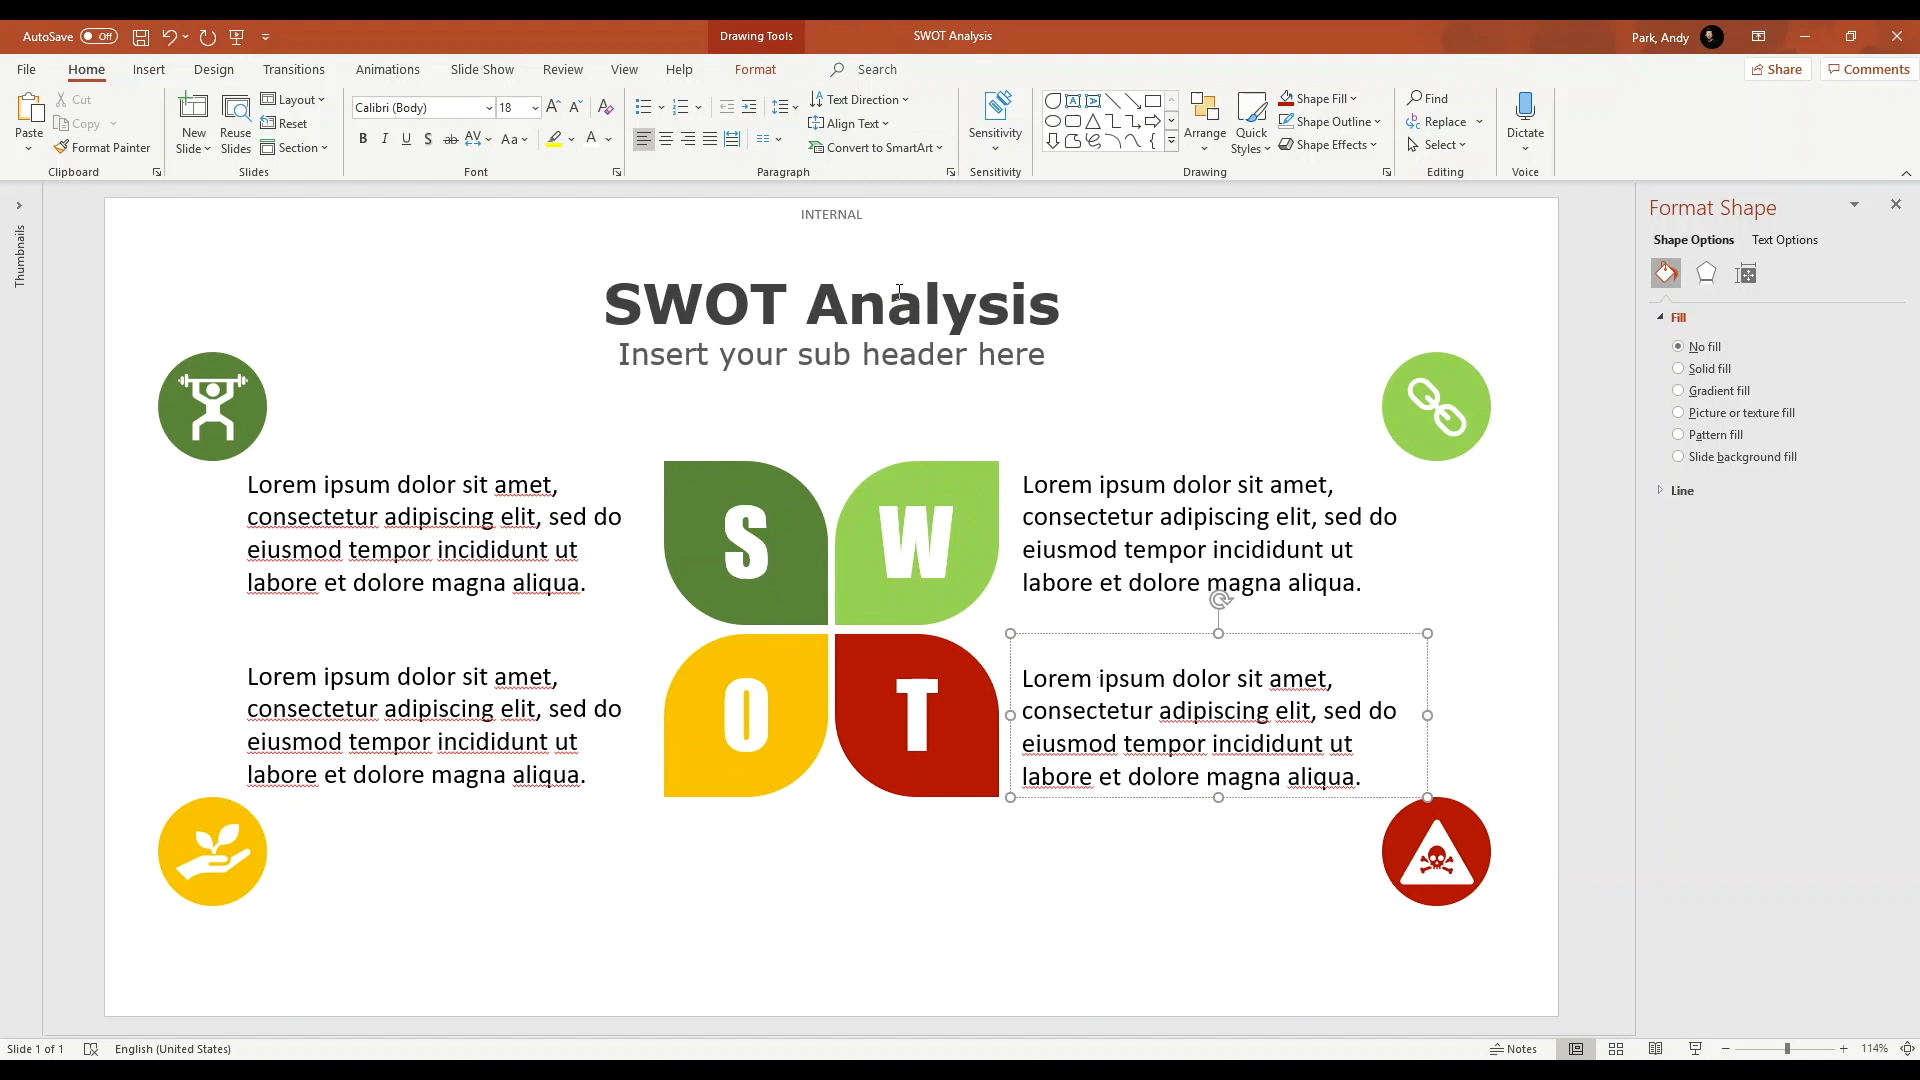 AutoSave Off
Drawing Tools
SWOT Analysis
Park, Andy
File Home Insert Design Transitions Animations Slide Show Review View Help Format Search
Share Comments
Paste
Cut
Copy
Format Painter
Clipboard
New Slide
Reuse Slides
Layout
Reset
Section
Slides
Calibri (Body) 18
B I U S ab AV Aa A
Font
Text Direction
Align Text
Convert to SmartArt
Paragraph
Sensitivity
Sensitivity
Arrange
Quick Styles
Shape Fill
Shape Outline
Shape Effects
Drawing
Find
Replace
Select
Editing
Dictate
Voice
Thumbnails
INTERNAL
SWOT Analysis
Insert your sub header here
Lorem ipsum dolor sit amet,
consectetur adipiscing elit, sed do
eiusmod tempor incididunt ut
labore et dolore magna aliqua.
S
W
Lorem ipsum dolor sit amet,
consectetur adipiscing elit, sed do
eiusmod tempor incididunt ut
labore et dolore magna aliqua.
Lorem ipsum dolor sit amet,
consectetur adipiscing elit, sed do
eiusmod tempor incididunt ut
labore et dolore magna aliqua.
O
T
Lorem ipsum dolor sit amet,
consectetur adipiscing elit, sed do
eiusmod tempor incididunt ut
labore et dolore magna aliqua.
Format Shape
Shape Options Text Options
Fill
No fill
Solid fill
Gradient fill
Picture or texture fill
Pattern fill
Slide background fill
Line
Slide 1 of 1 English (United States)
Notes 114%